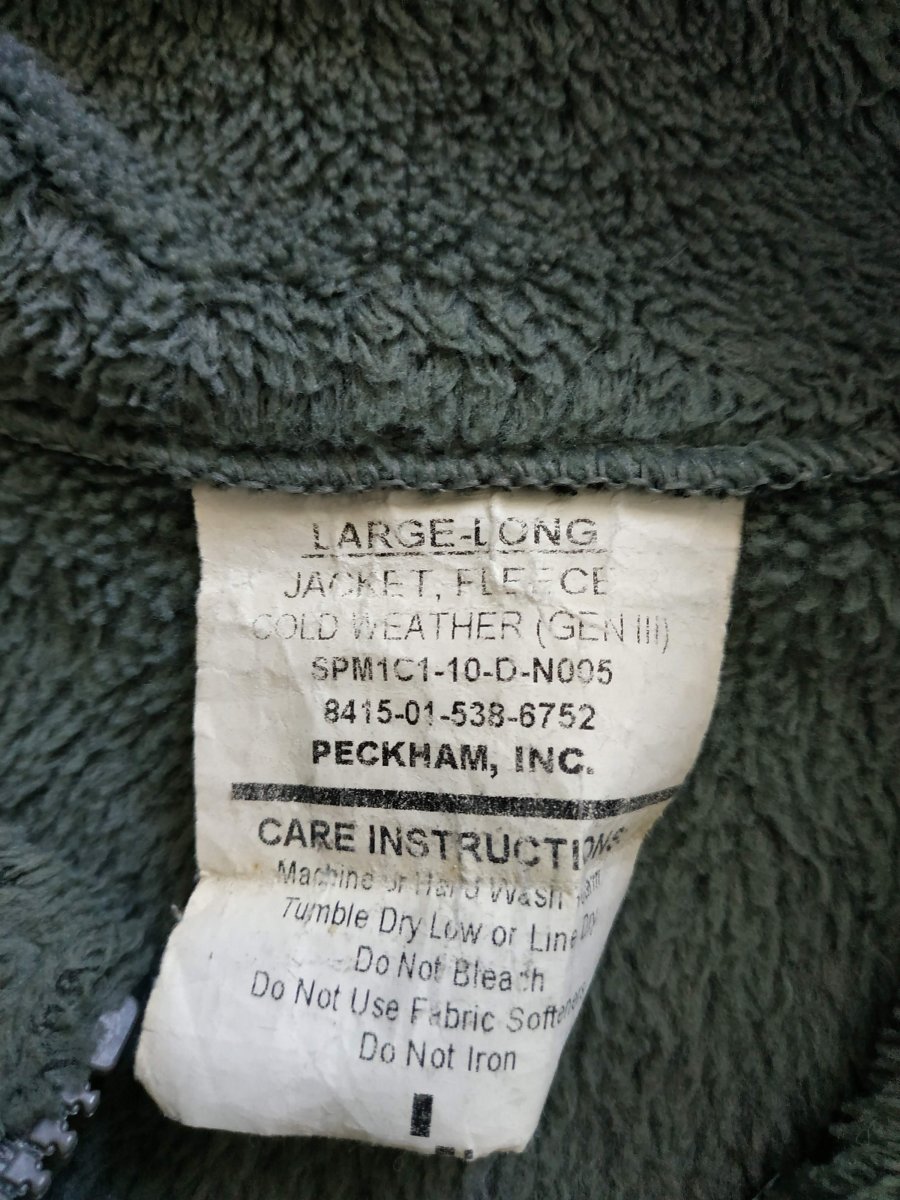 LARGE-LONG
JACKET, FLEECE
COLD WEATHER (GEN III)
SPM1C1-10-D-N005
8415-01-538-6752
PECKHAM, INC.
CARE INSTRUCTIONS
Machine or Hand Wash Warm
Tumble Dry Low or Line Dry
Do Not Bleach
Do Not Use Fabric Softeners
Do Not Iron